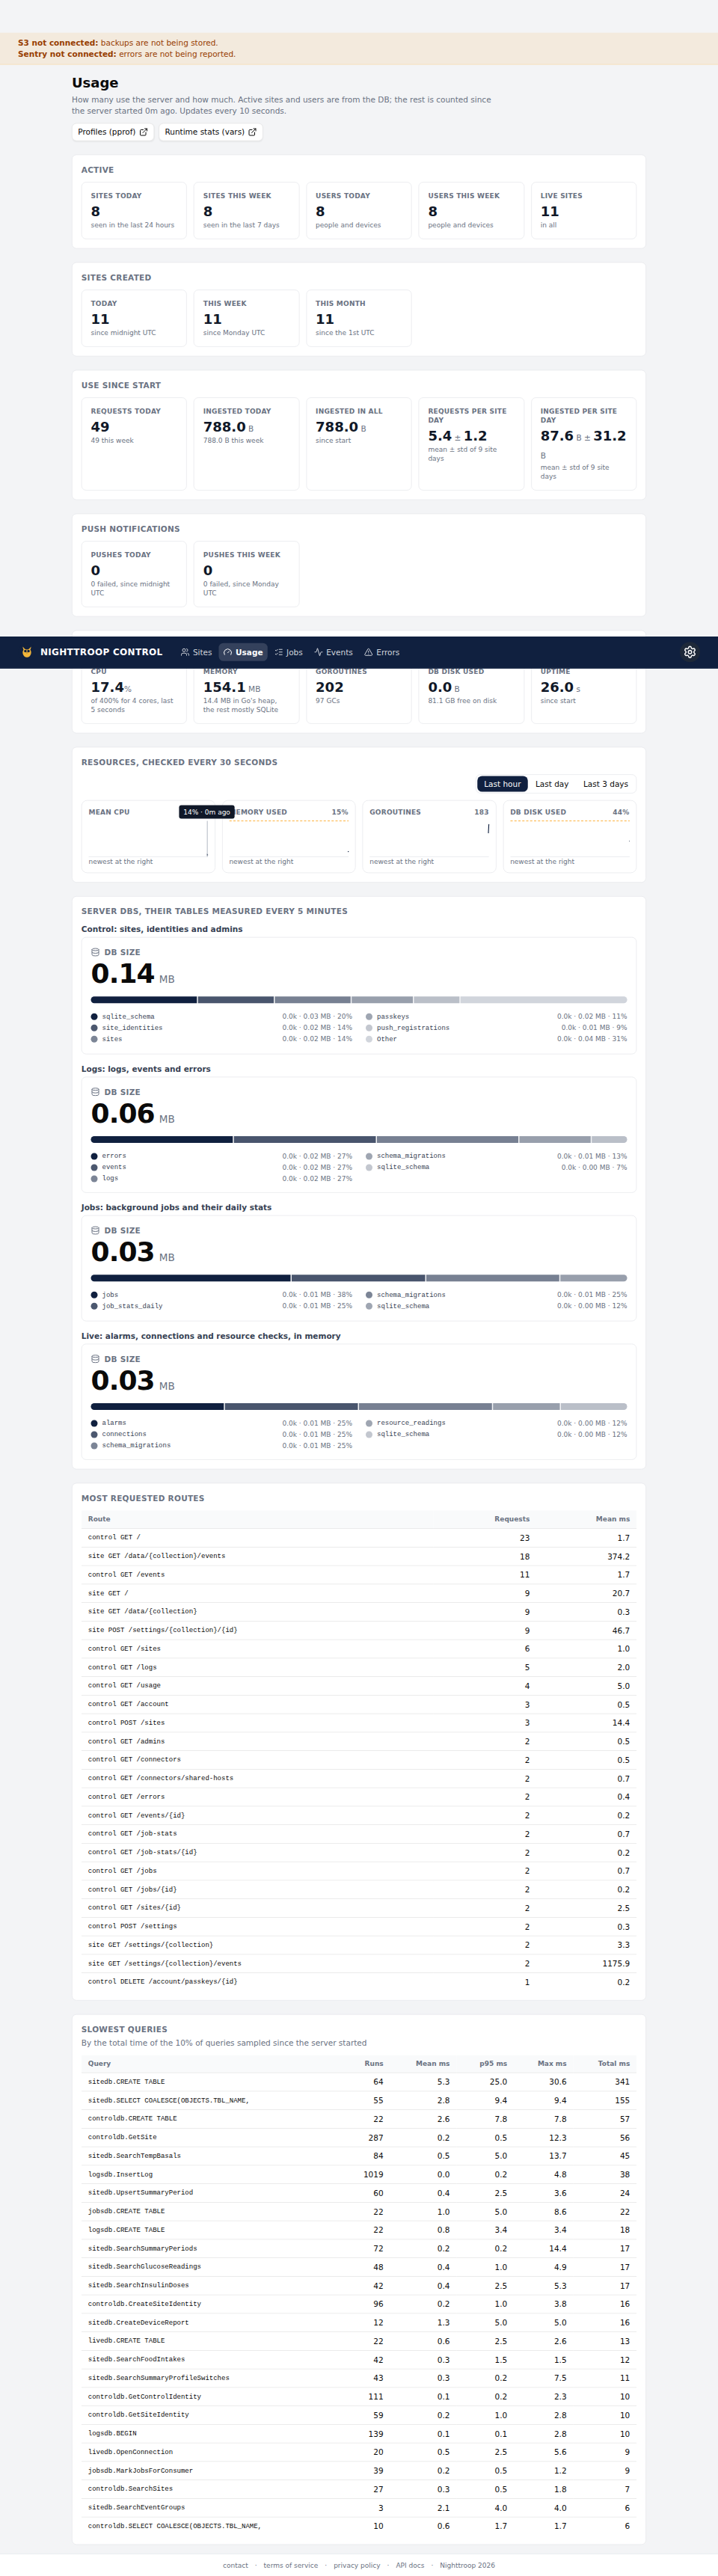 S3 not connected: backups are not being stored.
Sentry not connected: errors are not being reported.
Usage
How many use the server and how much. Active sites and users are from the DB; the rest is counted since
the server started 0m ago. Updates every 10 seconds.
Profiles (pprof) Runtime stats (vars)
ACTIVE
SITES TODAY
8
seen in the last 24 hours
SITES THIS WEEK
8
seen in the last 7 days
USERS TODAY
8
people and devices
USERS THIS WEEK
8
people and devices
LIVE SITES
11
in all
SITES CREATED
TODAY
11
since midnight UTC
THIS WEEK
11
since Monday UTC
THIS MONTH
11
since the 1st UTC
USE SINCE START
REQUESTS TODAY
49
49 this week
INGESTED TODAY
788.0 B
788.0 B this week
INGESTED IN ALL
788.0 B
since start
REQUESTS PER SITE
DAY
5.4 ± 1.2
mean ± std of 9 site
days
INGESTED PER SITE
DAY
87.6 B ± 31.2
B
mean ± std of 9 site
days
PUSH NOTIFICATIONS
PUSHES TODAY
0
0 failed, since midnight
UTC
PUSHES THIS WEEK
0
0 failed, since Monday
UTC
NIGHTTROOP CONTROL Sites Usage Jobs Events Errors
CPU
17.4%
of 400% for 4 cores, last
5 seconds
MEMORY
154.1 MB
14.4 MB in Go's heap,
the rest mostly SQLite
GOROUTINES
202
97 GCs
DB DISK USED
0.0 B
81.1 GB free on disk
UPTIME
26.0 s
since start
RESOURCES, CHECKED EVERY 30 SECONDS
Last hour Last day Last 3 days
MEAN CPU
14% · 0m ago
newest at the right
EMORY USED 15%
newest at the right
GOROUTINES 183
newest at the right
DB DISK USED 44%
newest at the right
SERVER DBS, THEIR TABLES MEASURED EVERY 5 MINUTES
Control: sites, identities and admins
DB SIZE
0.14 MB
sqlite_schema 0.0k · 0.03 MB · 20%
site_identities 0.0k · 0.02 MB · 14%
sites 0.0k · 0.02 MB · 14%
passkeys 0.0k · 0.02 MB · 11%
push_registrations 0.0k · 0.01 MB · 9%
Other 0.0k · 0.04 MB · 31%
Logs: logs, events and errors
DB SIZE
0.06 MB
errors 0.0k · 0.02 MB · 27%
events 0.0k · 0.02 MB · 27%
logs 0.0k · 0.02 MB · 27%
schema_migrations 0.0k · 0.01 MB · 13%
sqlite_schema 0.0k · 0.00 MB · 7%
Jobs: background jobs and their daily stats
DB SIZE
0.03 MB
jobs 0.0k · 0.01 MB · 38%
job_stats_daily 0.0k · 0.01 MB · 25%
schema_migrations 0.0k · 0.01 MB · 25%
sqlite_schema 0.0k · 0.00 MB · 12%
Live: alarms, connections and resource checks, in memory
DB SIZE
0.03 MB
alarms 0.0k · 0.01 MB · 25%
connections 0.0k · 0.01 MB · 25%
schema_migrations 0.0k · 0.01 MB · 25%
resource_readings 0.0k · 0.00 MB · 12%
sqlite_schema 0.0k · 0.00 MB · 12%
MOST REQUESTED ROUTES
Route Requests Mean ms
control GET / 23 1.7
site GET /data/{collection}/events 18 374.2
control GET /events 11 1.7
site GET / 9 20.7
site GET /data/{collection} 9 0.3
site POST /settings/{collection}/{id} 9 46.7
control GET /sites 6 1.0
control GET /logs 5 2.0
control GET /usage 4 5.0
control GET /account 3 0.5
control POST /sites 3 14.4
control GET /admins 2 0.5
control GET /connectors 2 0.5
control GET /connectors/shared-hosts 2 0.7
control GET /errors 2 0.4
control GET /events/{id} 2 0.2
control GET /job-stats 2 0.7
control GET /job-stats/{id} 2 0.2
control GET /jobs 2 0.7
control GET /jobs/{id} 2 0.2
control GET /sites/{id} 2 2.5
control POST /settings 2 0.3
site GET /settings/{collection} 2 3.3
site GET /settings/{collection}/events 2 1175.9
control DELETE /account/passkeys/{id} 1 0.2
SLOWEST QUERIES
By the total time of the 10% of queries sampled since the server started
Query Runs Mean ms p95 ms Max ms Total ms
sitedb.CREATE TABLE 64 5.3 25.0 30.6 341
sitedb.SELECT COALESCE(OBJECTS.TBL_NAME, 55 2.8 9.4 9.4 155
controldb.CREATE TABLE 22 2.6 7.8 7.8 57
controldb.GetSite 287 0.2 0.5 12.3 56
sitedb.SearchTempBasals 84 0.5 5.0 13.7 45
logsdb.InsertLog 1019 0.0 0.2 4.8 38
sitedb.UpsertSummaryPeriod 60 0.4 2.5 3.6 24
jobsdb.CREATE TABLE 22 1.0 5.0 8.6 22
logsdb.CREATE TABLE 22 0.8 3.4 3.4 18
sitedb.SearchSummaryPeriods 72 0.2 0.2 14.4 17
sitedb.SearchGlucoseReadings 48 0.4 1.0 4.9 17
sitedb.SearchInsulinDoses 42 0.4 2.5 5.3 17
controldb.CreateSiteIdentity 96 0.2 1.0 3.8 16
sitedb.CreateDeviceReport 12 1.3 5.0 5.0 16
livedb.CREATE TABLE 22 0.6 2.5 2.6 13
sitedb.SearchFoodIntakes 42 0.3 1.5 1.5 12
sitedb.SearchSummaryProfileSwitches 43 0.3 0.2 7.5 11
controldb.GetControlIdentity 111 0.1 0.2 2.3 10
controldb.GetSiteIdentity 59 0.2 1.0 2.8 10
logsdb.BEGIN 139 0.1 0.1 2.8 10
livedb.OpenConnection 20 0.5 2.5 5.6 9
jobsdb.MarkJobsForConsumer 39 0.2 0.5 1.2 9
controldb.SearchSites 27 0.3 0.5 1.8 7
sitedb.SearchEventGroups 3 2.1 4.0 4.0 6
controldb.SELECT COALESCE(OBJECTS.TBL_NAME, 10 0.6 1.7 1.7 6
contact · terms of service · privacy policy · API docs · Nighttroop 2026